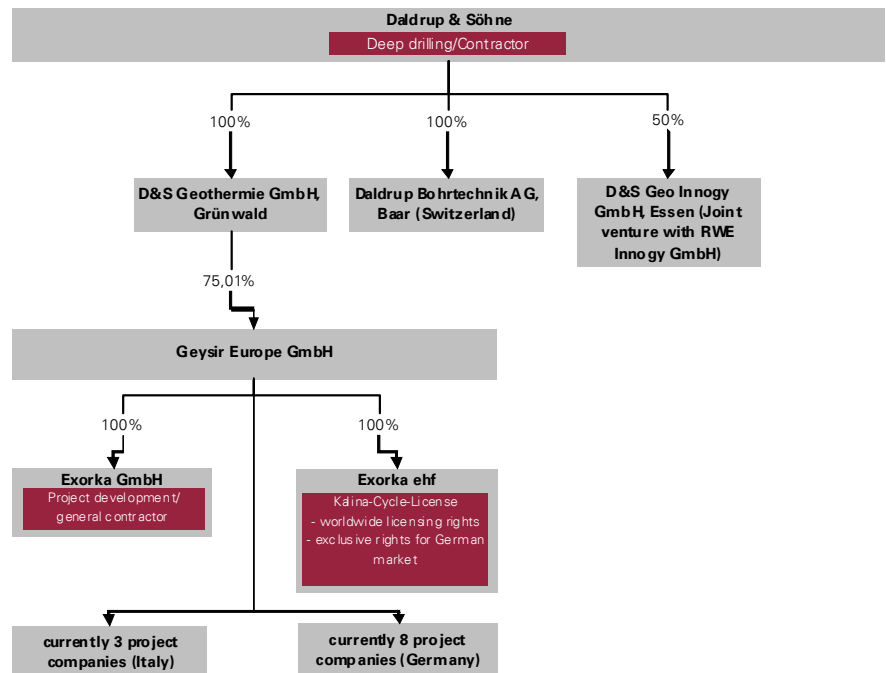 Daldrup & Söhne
Deep drilling/Contractor
100%
100%
50%
D&S Geothermie GmbH,
Grünwald
Daldrup Bohrtechnik AG,
Baar (Switzerland)
D&S Geo Innogy
GmbH, Essen (Joint
venture with RWE
Innogy GmbH)
75,01%
Geysir Europe GmbH
100%
100%
Exorka GmbH
Project development/
general contractor
Exorka ehf
Kalina-Cycle-License
- worldwide licensing rights
- exclusive rights for German
market
currently 3 project
companies (Italy)
currently 8 project
companies (Germany)